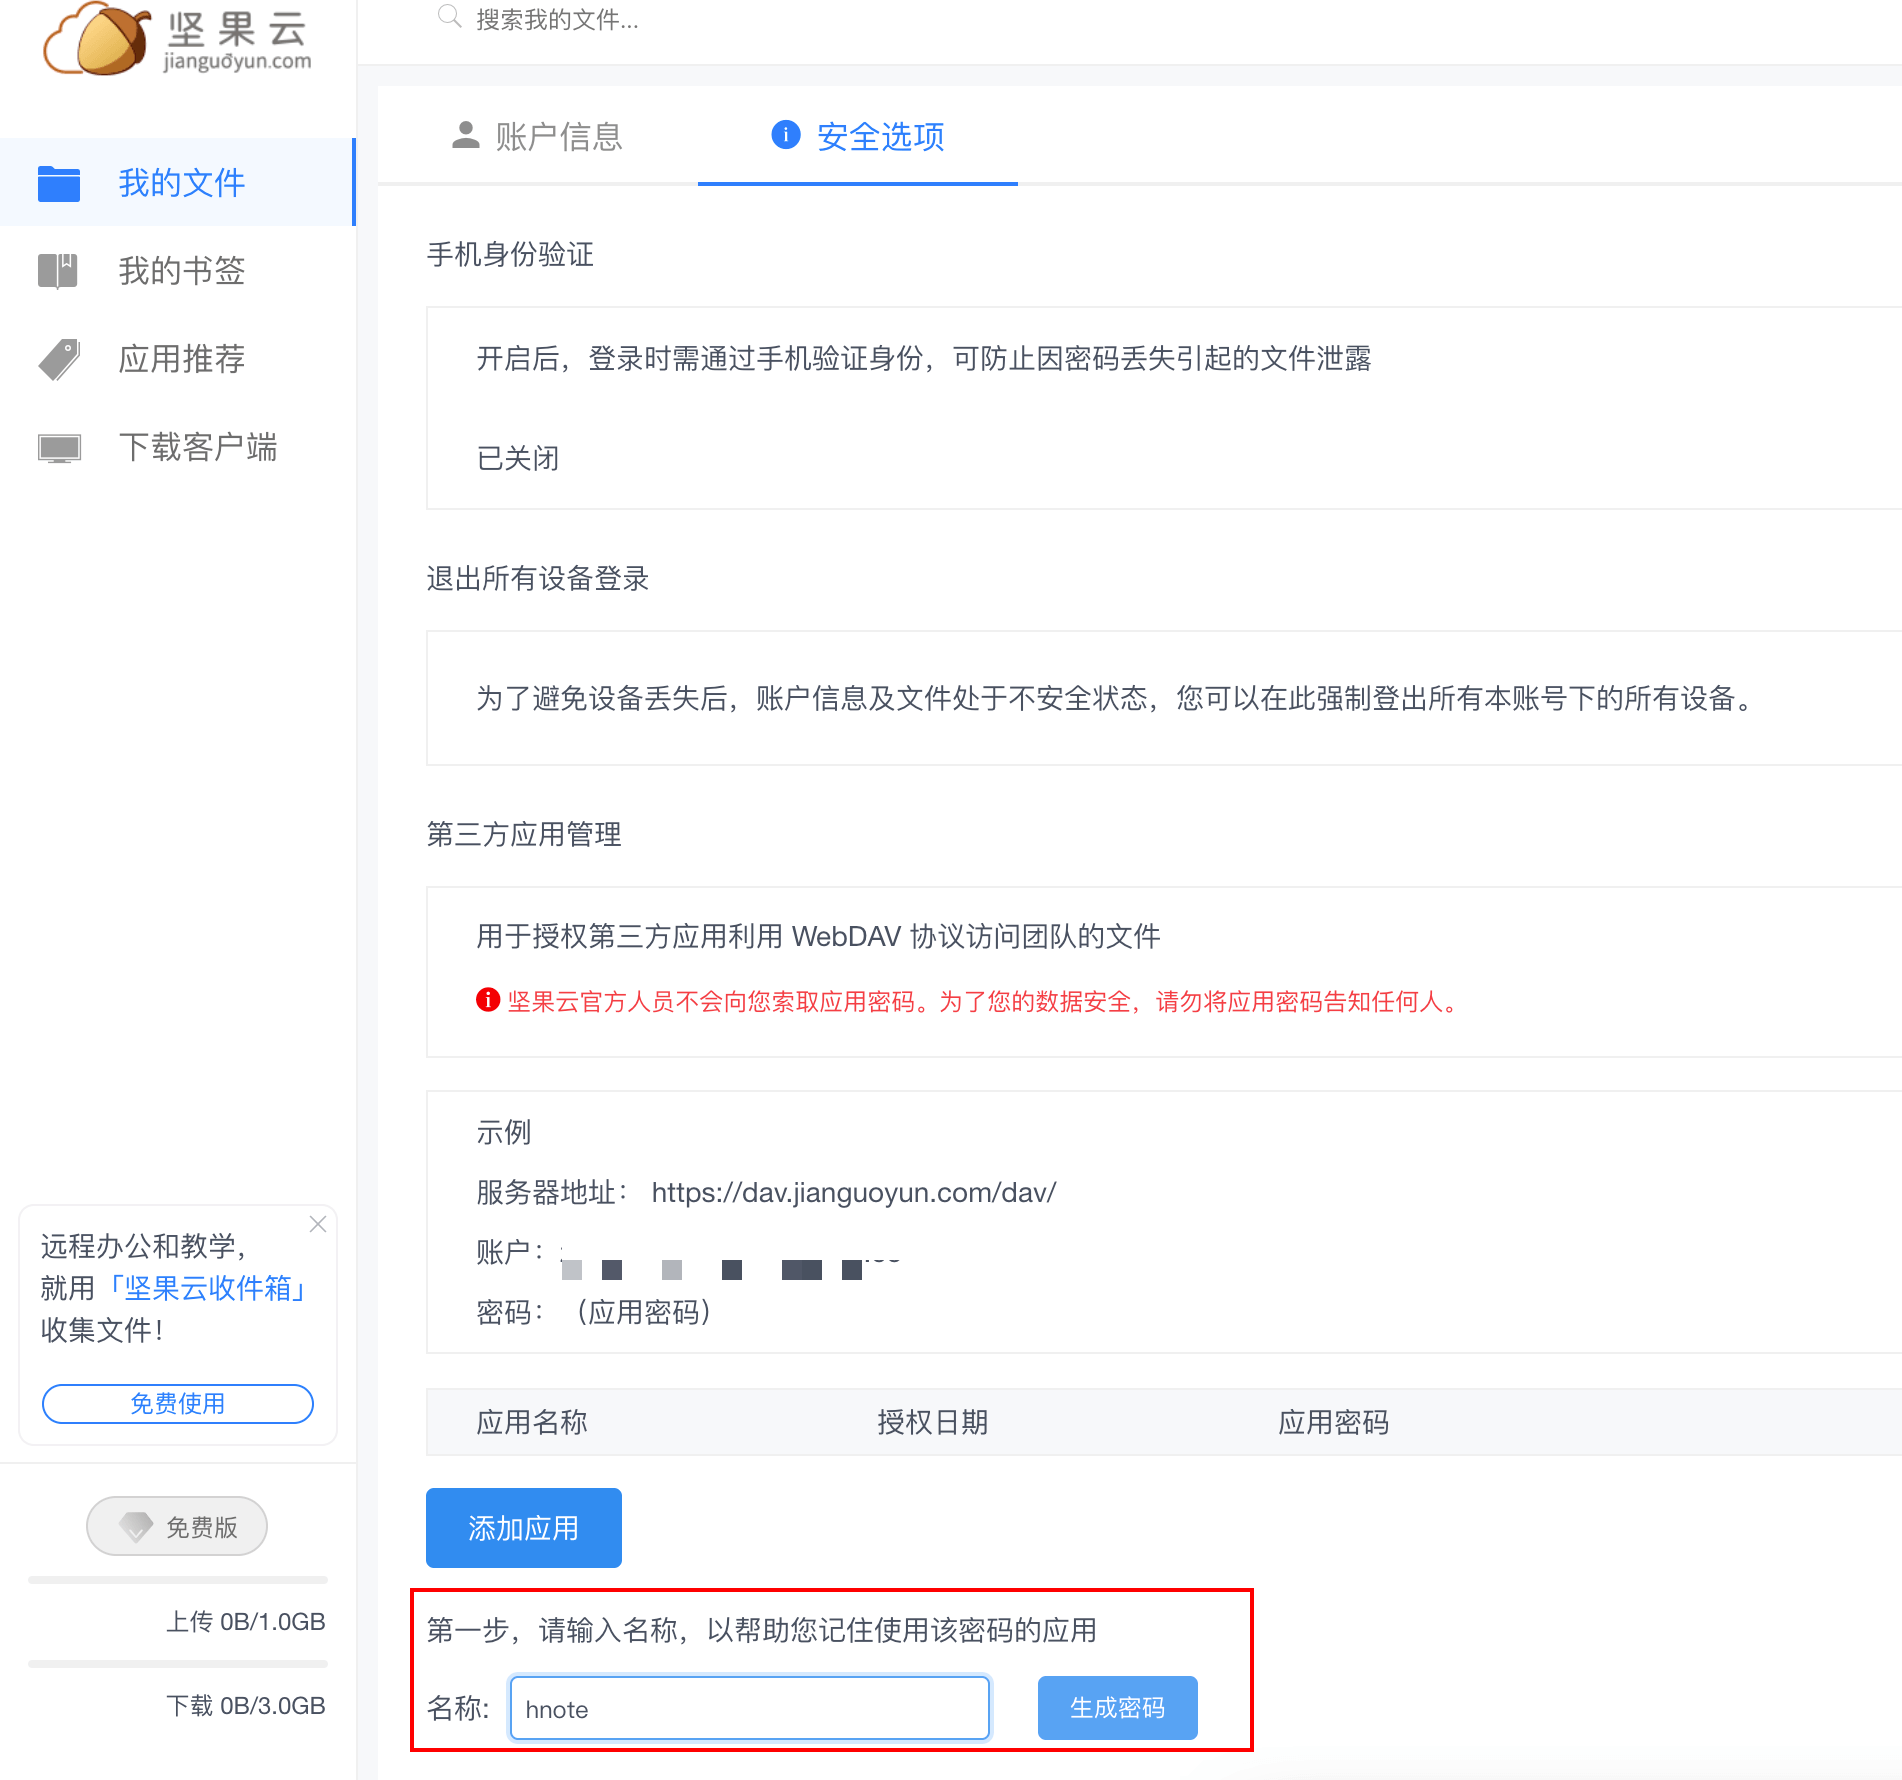 坚果云
jianguoyun.com
搜索我的文件...
我的文件
我的书签
应用推荐
下载客户端
远程办公和教学，
就用「坚果云收件箱」
收集文件！
免费使用
免费版
上传 0B/1.0GB
下载 0B/3.0GB
账户信息
安全选项
手机身份验证
开启后，登录时需通过手机验证身份，可防止因密码丢失引起的文件泄露
已关闭
退出所有设备登录
为了避免设备丢失后，账户信息及文件处于不安全状态，您可以在此强制登出所有本账号下的所有设备。
第三方应用管理
用于授权第三方应用利用 WebDAV 协议访问团队的文件
坚果云官方人员不会向您索取应用密码。为了您的数据安全，请勿将应用密码告知任何人。
示例
服务器地址： https://dav.jianguoyun.com/dav/
账户：
密码： （应用密码）
应用名称 授权日期 应用密码
添加应用
第一步，请输入名称，以帮助您记住使用该密码的应用
名称: hnote 生成密码